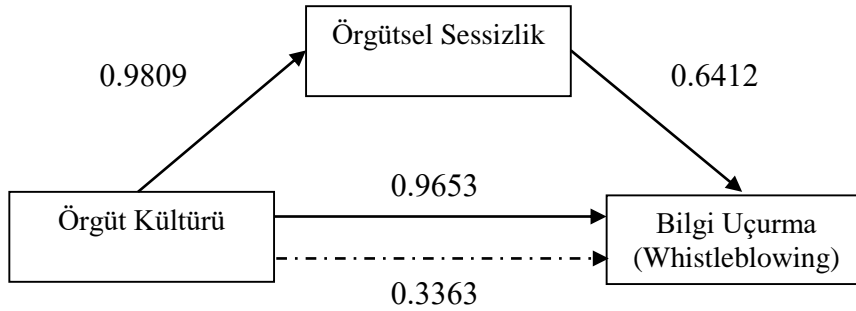 Örgütsel Sessizlik
0.9809
0.6412
0.9653
Örgüt Kültürü
Bilgi Uçurma
(Whistleblowing)
0.3363